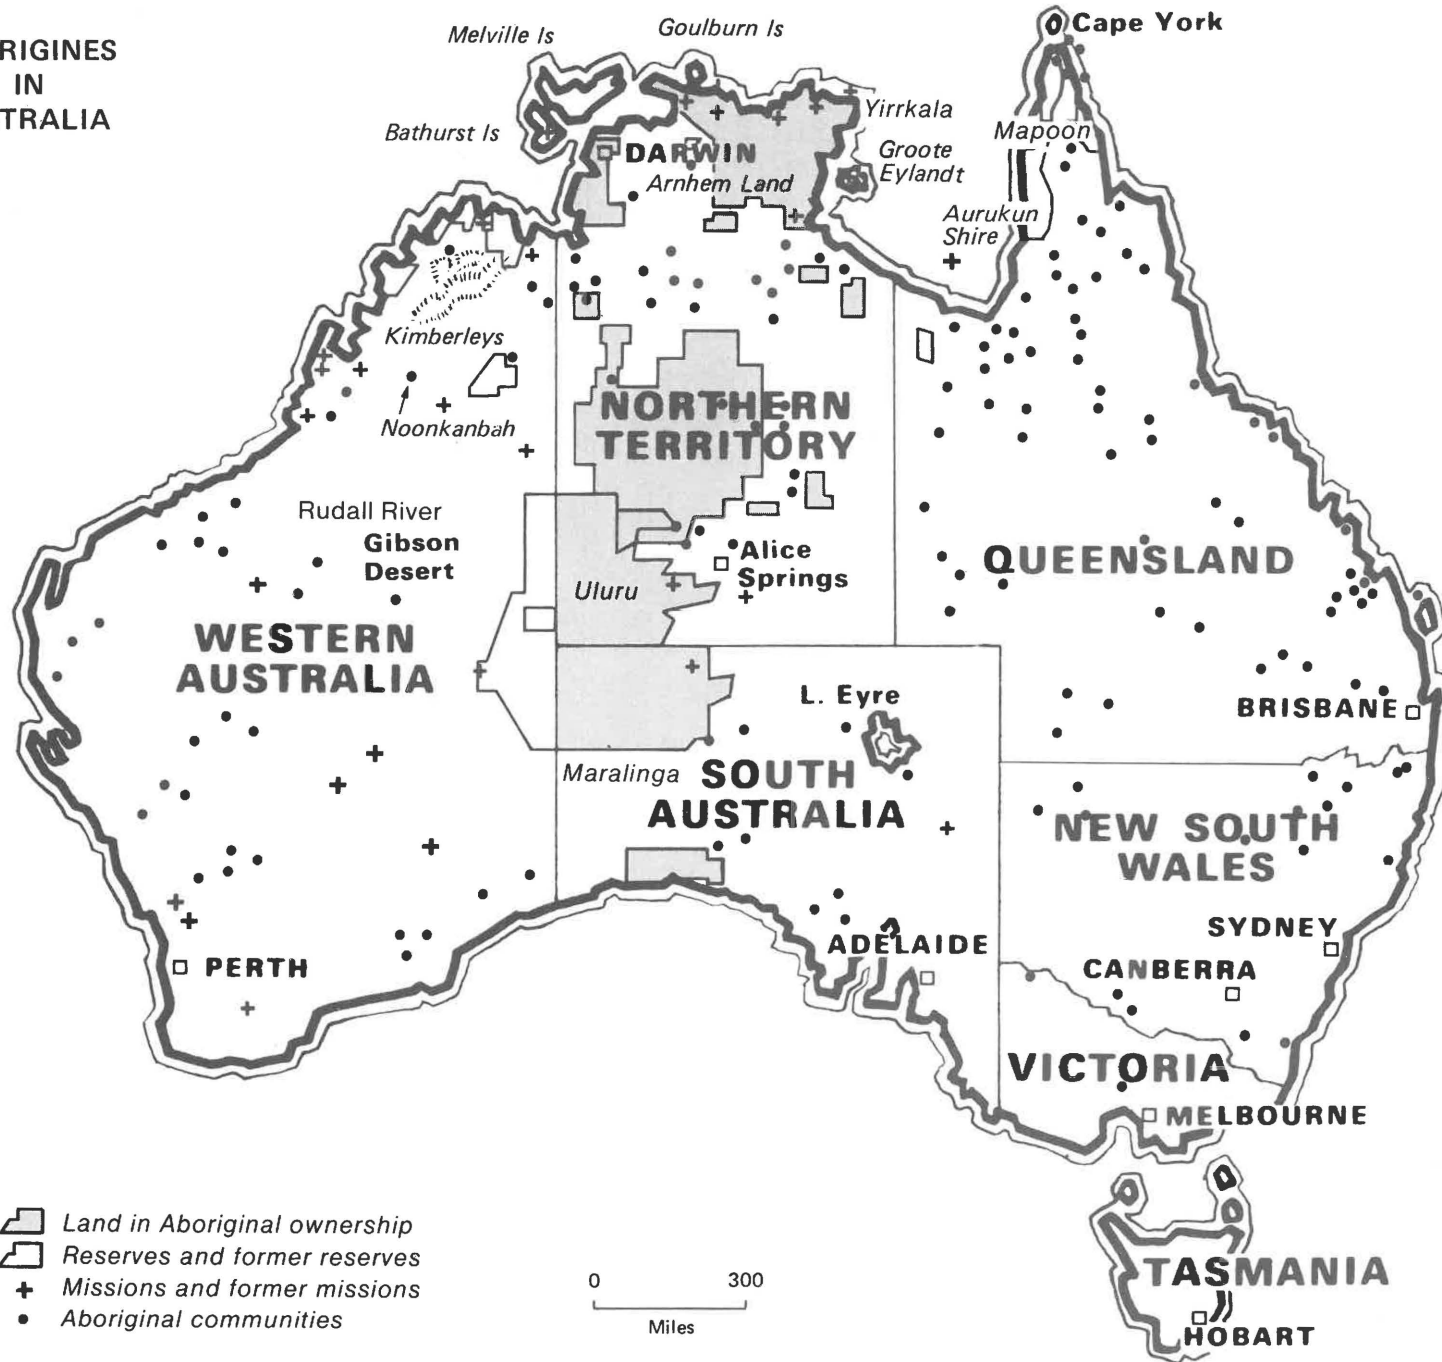 RIGINES
IN
TRALIA
Melville Is
Goulburn Is
Cape York
Bathurst Is
Yirrkala
Mapoon
DARWIN
Groote
Eylandt
Arnhem Land
Aurukun
Shire
Kimberleys
Noonkanbah
NORTHERN
TERRITORY
Rudall River
Gibson
Desert
Alice
Springs
QUEENSLAND
Uluru
WESTERN
AUSTRALIA
L. Eyre
BRISBANE
Maralinga
SOUTH
AUSTRALIA
NEW SOUTH
WALES
SYDNEY
ADELAIDE
CANBERRA
PERTH
VICTORIA
MELBOURNE
Land in Aboriginal ownership
Reserves and former reserves
Missions and former missions
Aboriginal communities
0 300
Miles
TASMANIA
HOBART